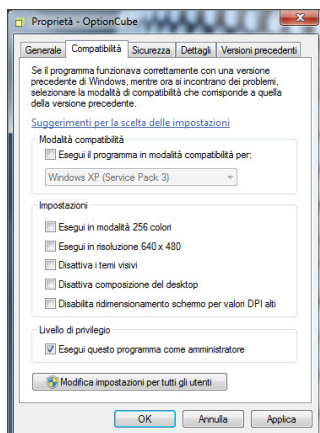 Proprietà - OptionCube
Generale Compatibilità Sicurezza Dettagli Versioni precedenti
Se il programma funzionava correttamente con una versione
precedente di Windows, mentre ora si incontrano dei problemi,
selezionare la modalità di compatibilità che corrisponde a quella
della versione precedente.
Suggerimenti per la scelta delle impostazioni
Modalità compatibilità
Esegui il programma in modalità compatibilità per:
Windows XP (Service Pack 3)
Impostazioni
Esegui in modalità 256 colori
Esegui in risoluzione 640 x 480
Disattiva i temi visivi
Disattiva composizione del desktop
Disabilita ridimensionamento schermo per valori DPI alti
Livello di privilegio
Esegui questo programma come amministratore
Modifica impostazioni per tutti gli utenti
OK Annulla Applica